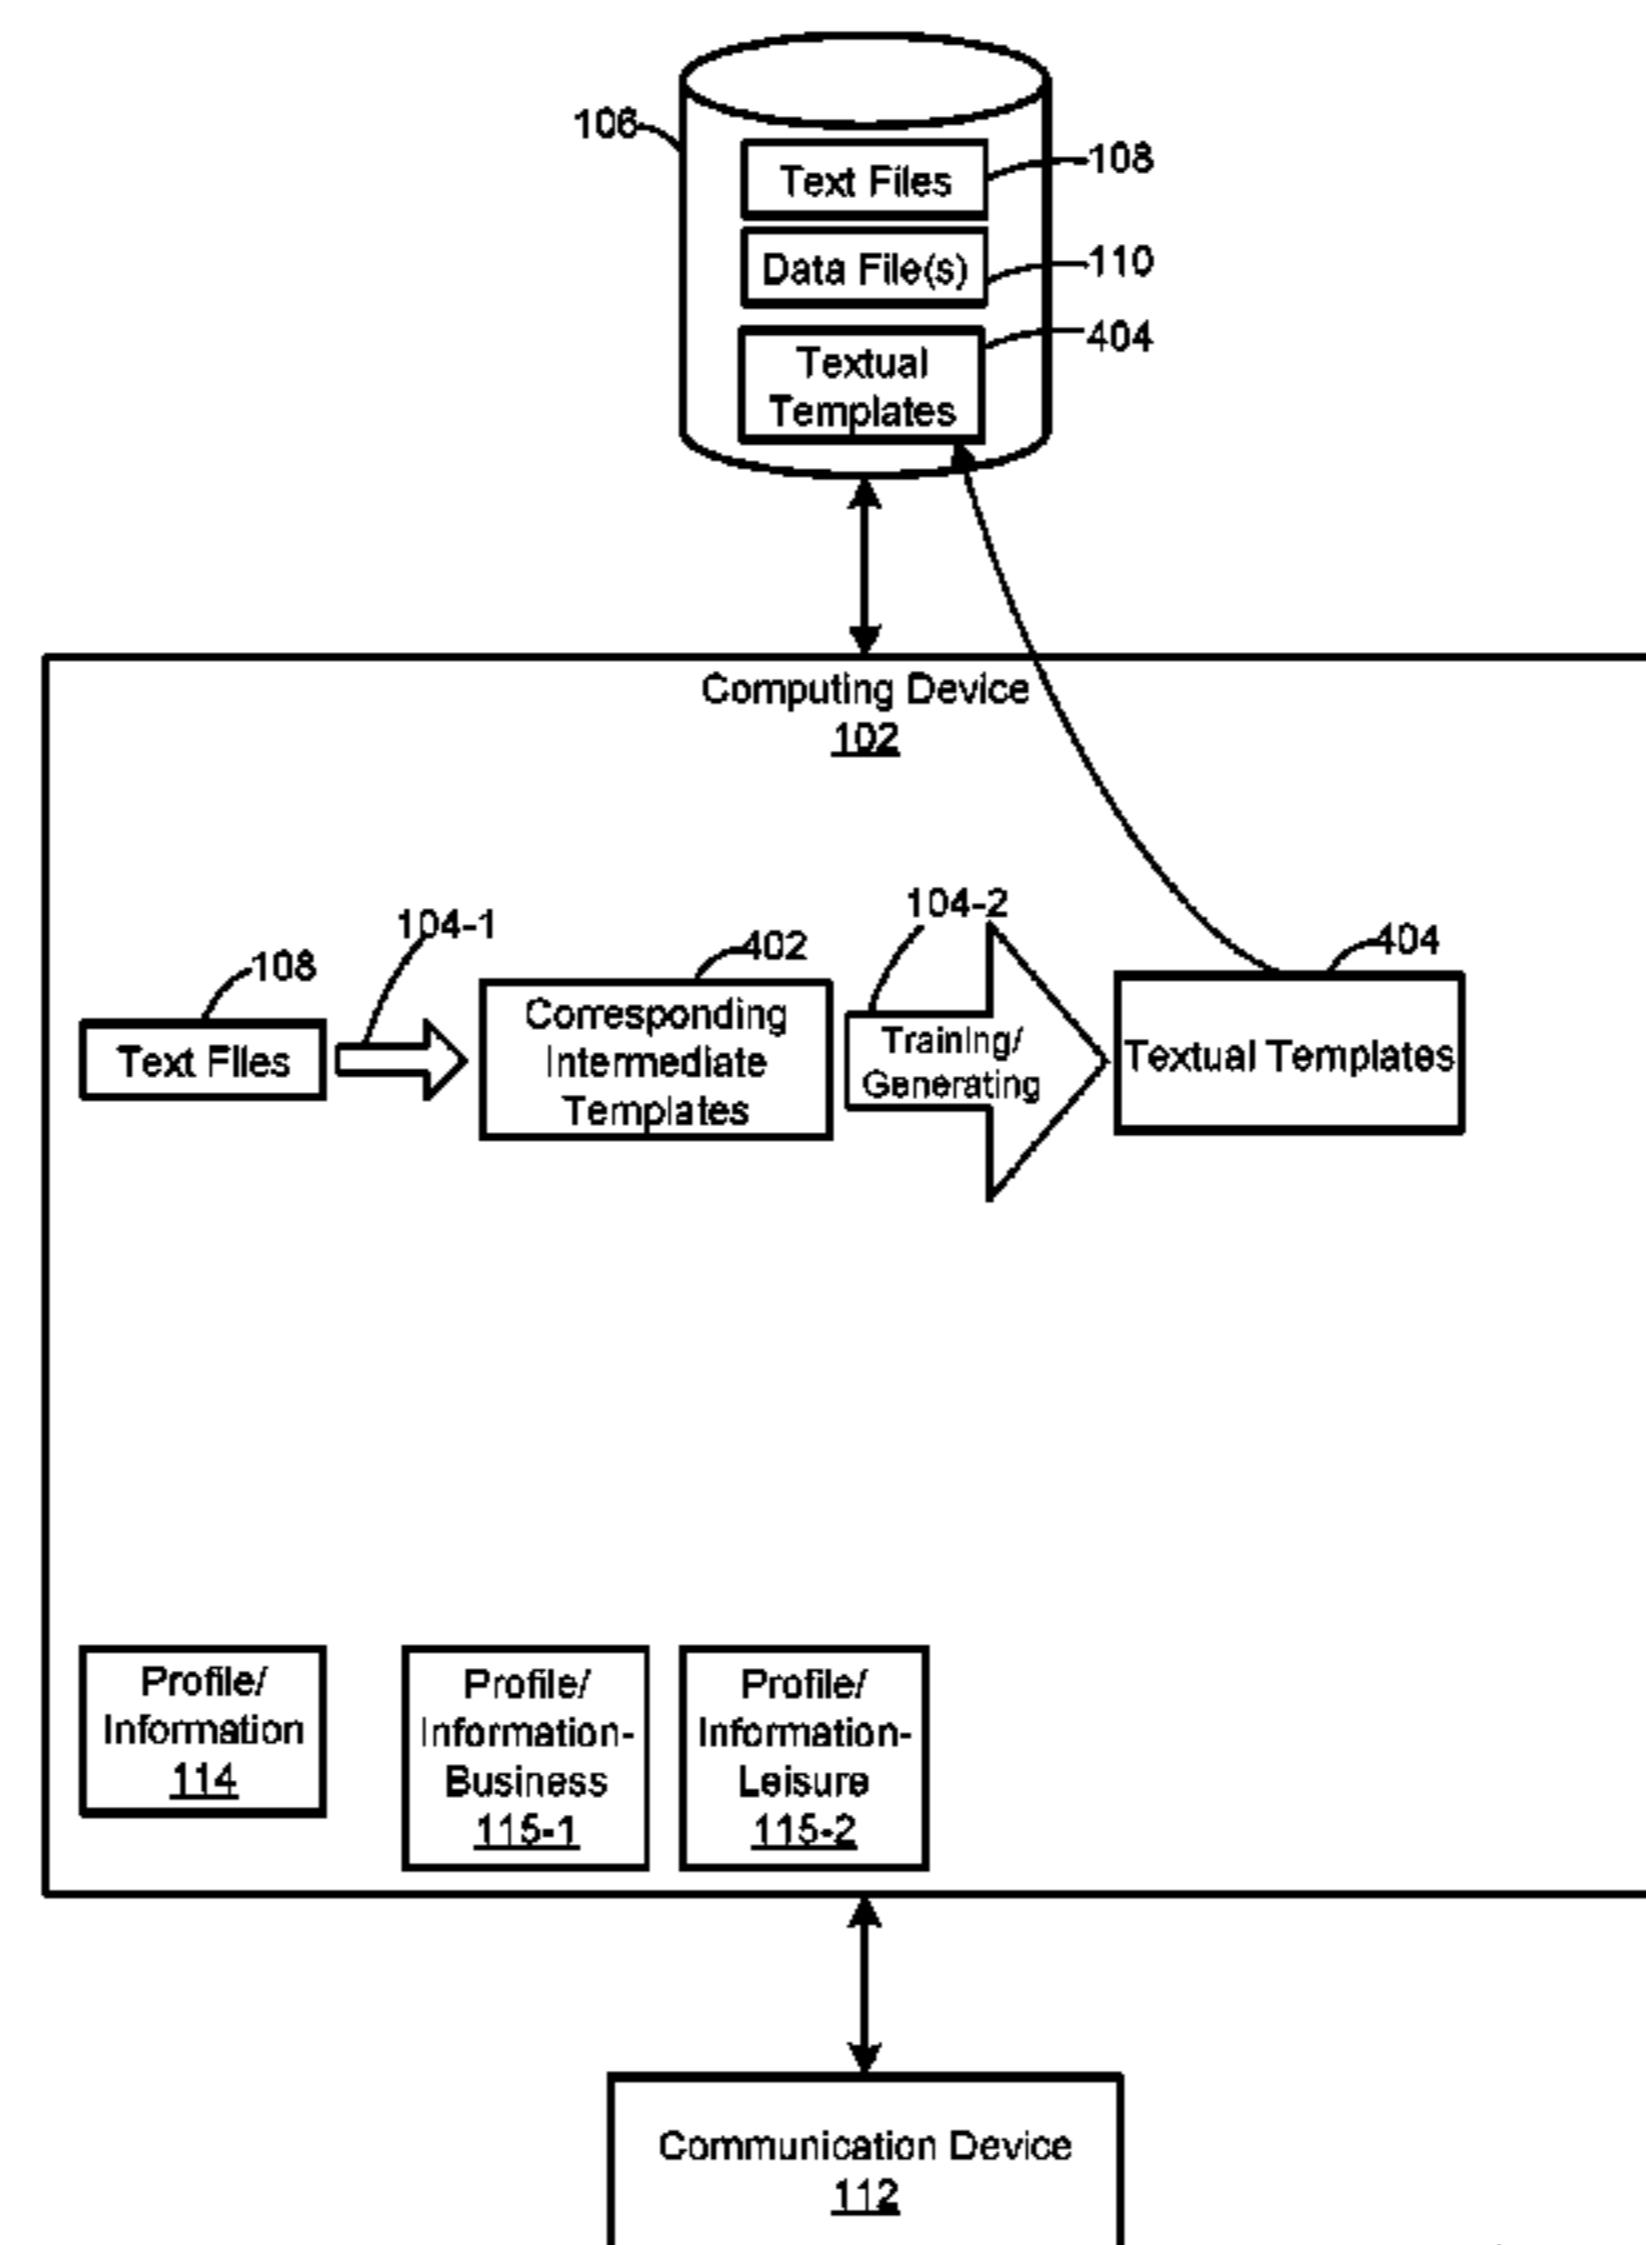 106
Text Files
108
Data File(s)
110
Textual
Templates
404
Computing Device
102
108
Text Files
104-1
402
Corresponding
Intermediate
Templates
104-2
Training/
Generating
404
Textual Templates
Profile/
Information
114
Profile/
Information-
Business
115-1
Profile/
Information-
Leisure
115-2
Communication Device
112